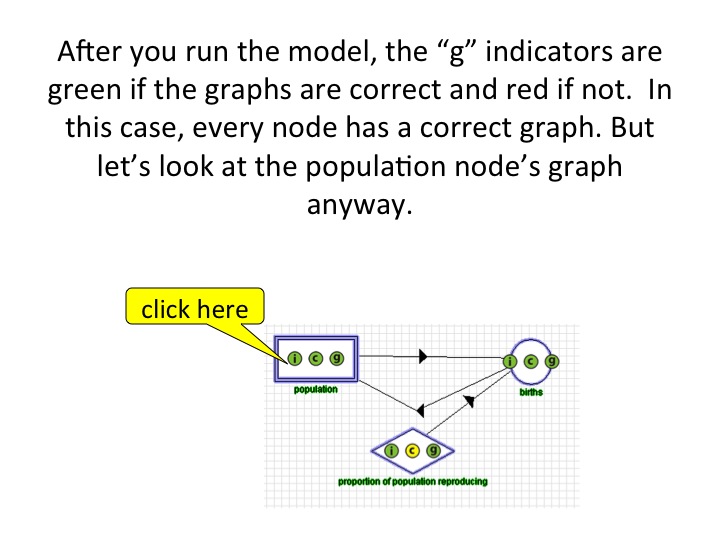 After you run the model, the “g” indicators are
green if the graphs are correct and red if not.  In
this case, every node has a correct graph. But
let’s look at the population node’s graph
anyway.
click here
i c g
population
i c g
births
i c g
proportion of population reproducing